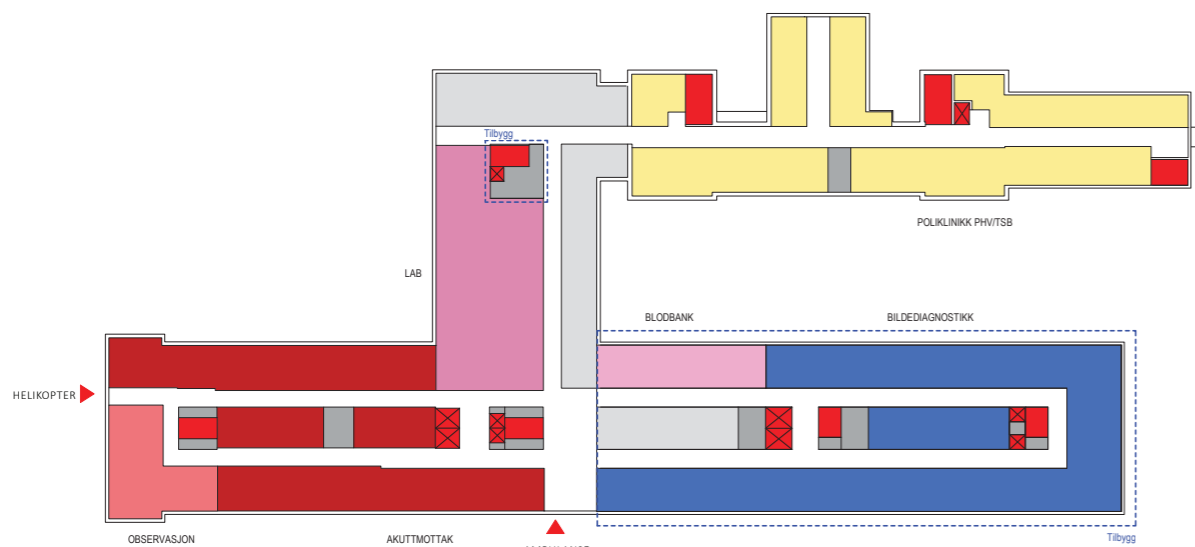 Tilbygg
POLIKLINIKK PHV/TSB
LAB
BLODBANK
BILDEDIAGNOSTIKK
HELIKOPTER
OBSERVASJON
AKUTTMOTTAK
Tilbygg